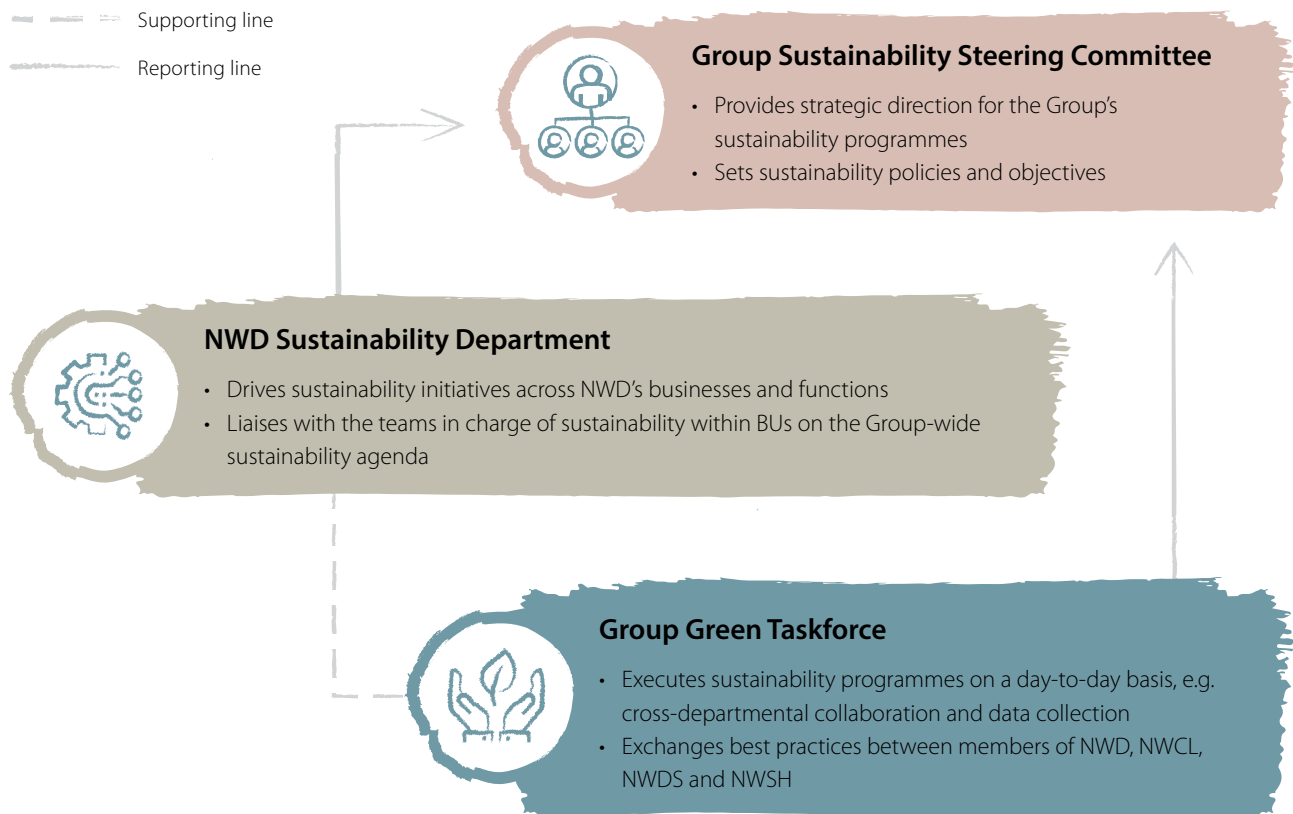 Supporting line
Reporting line
Group Sustainability Steering Committee
• Provides strategic direction for the Group's
sustainability programmes
• Sets sustainability policies and objectives
NWD Sustainability Department
• Drives sustainability initiatives across NWD's businesses and functions
• Liaises with the teams in charge of sustainability within BUs on the Group-wide
sustainability agenda
Group Green Taskforce
• Executes sustainability programmes on a day-to-day basis, e.g.
cross-departmental collaboration and data collection
• Exchanges best practices between members of NWD, NWCL,
NWDS and NWSH